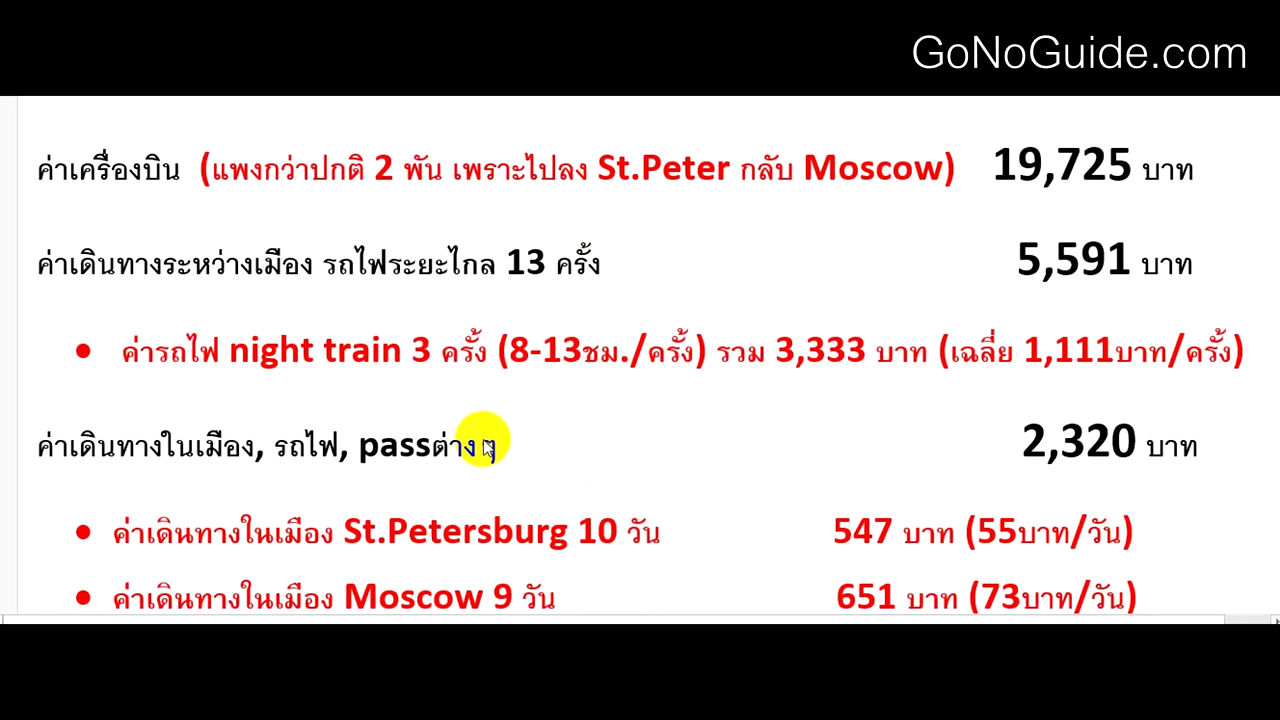 GoNoGuide.com
ค่าเครื่องบิน (แพงกว่าปกติ 2 พัน เพราะไปลง St.Peter กลับ Moscow) 19,725 บาท
ค่าเดินทางระหว่างเมือง รถไฟระยะไกล 13 ครั้ง 5,591 บาท
• ค่ารถไฟ night train 3 ครั้ง (8-13ชม./ครั้ง) รวม 3,333 บาท (เฉลี่ย 1,111บาท/ครั้ง)
ค่าเดินทางในเมือง, รถไฟ, passต่าง ๆ 2,320 บาท
• ค่าเดินทางในเมือง St.Petersburg 10 วัน 547 บาท (55บาท/วัน)
• ค่าเดินทางในเมือง Moscow 9 วัน 651 บาท (73บาท/วัน)